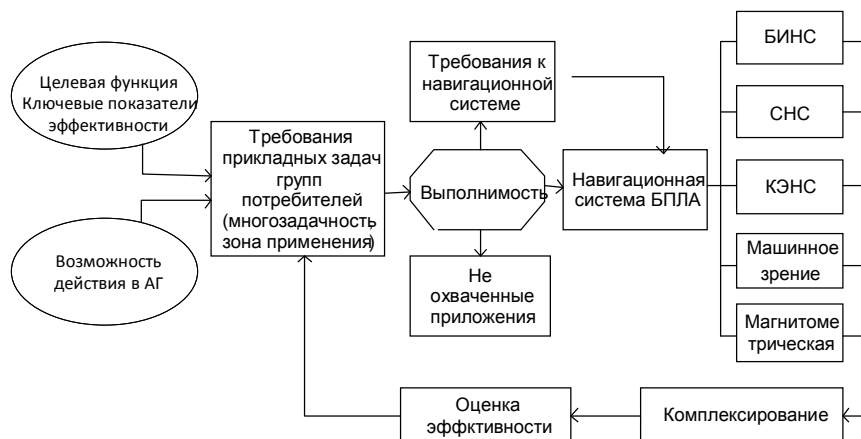 Целевая функция
Ключевые показатели
эффективности
Возможность
действия в АГ
Требования
прикладных задач
групп
потребителей
(многозадачность,
зона применения)
Требования к
навигационной
системе
Выполнимость
Не
охваченные
приложения
Навигационная
система БПЛА
БИНС
СНС
КЭНС
Машинное
зрение
Магнитоме
трическая
Комплексирование
Оценка
эффктивности